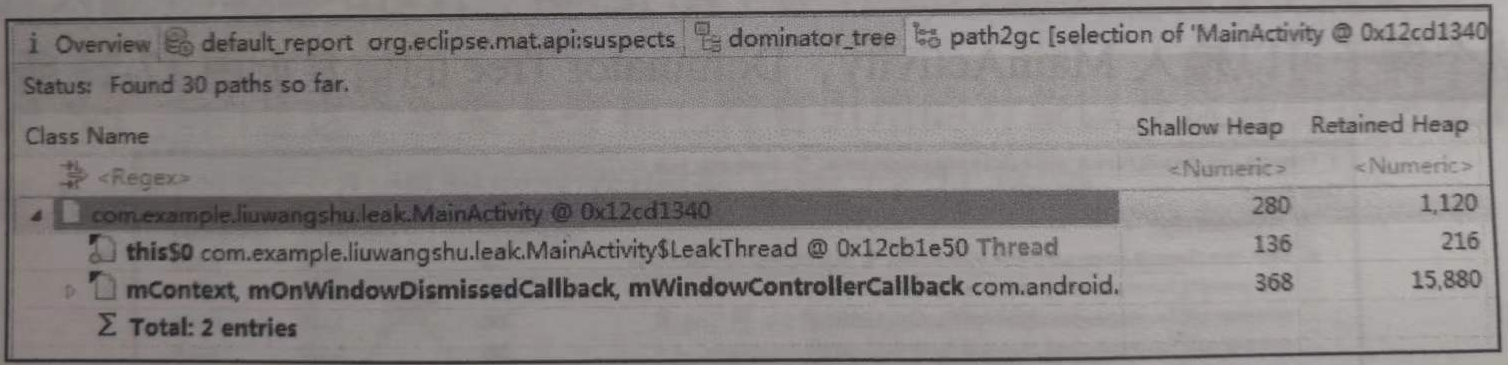 i Overview default_report org.eclipse.mat.api:suspects dominator_tree path2gc [selection of 'MainActivity @ 0x12cd1340
Status: Found 30 paths so far.
Class Name Shallow Heap Retained Heap
<Regex> <Numeric> <Numeric>
com.example.liuwangshu.leak.MainActivity @ 0x12cd1340 280 1,120
this$0 com.example.liuwangshu.leak.MainActivity$LeakThread @ 0x12cb1e50 Thread 136 216
mContext, mOnWindowDismissedCallback, mWindowControllerCallback com.android. 368 15,880
Σ Total: 2 entries